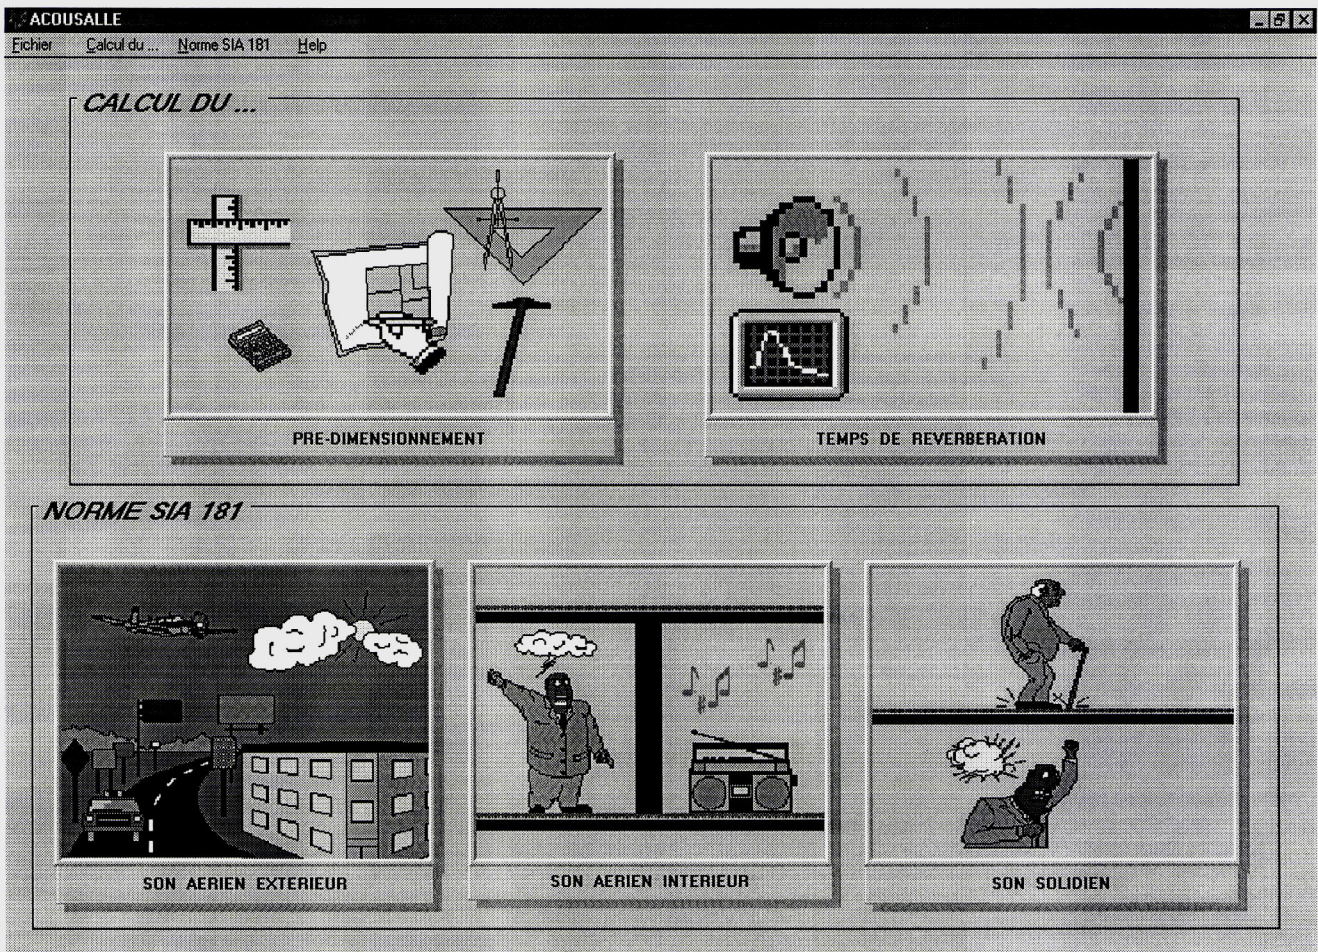 ACOUSALLE
Fichier Calcul du ... Norme SIA 181 Help
CALCUL DU ...
PRE-DIMENSIONNEMENT
TEMPS DE REVERBERATION
NORME SIA 181
SON AERIEN EXTERIEUR
SON AERIEN INTERIEUR
SON SOLIDIEN